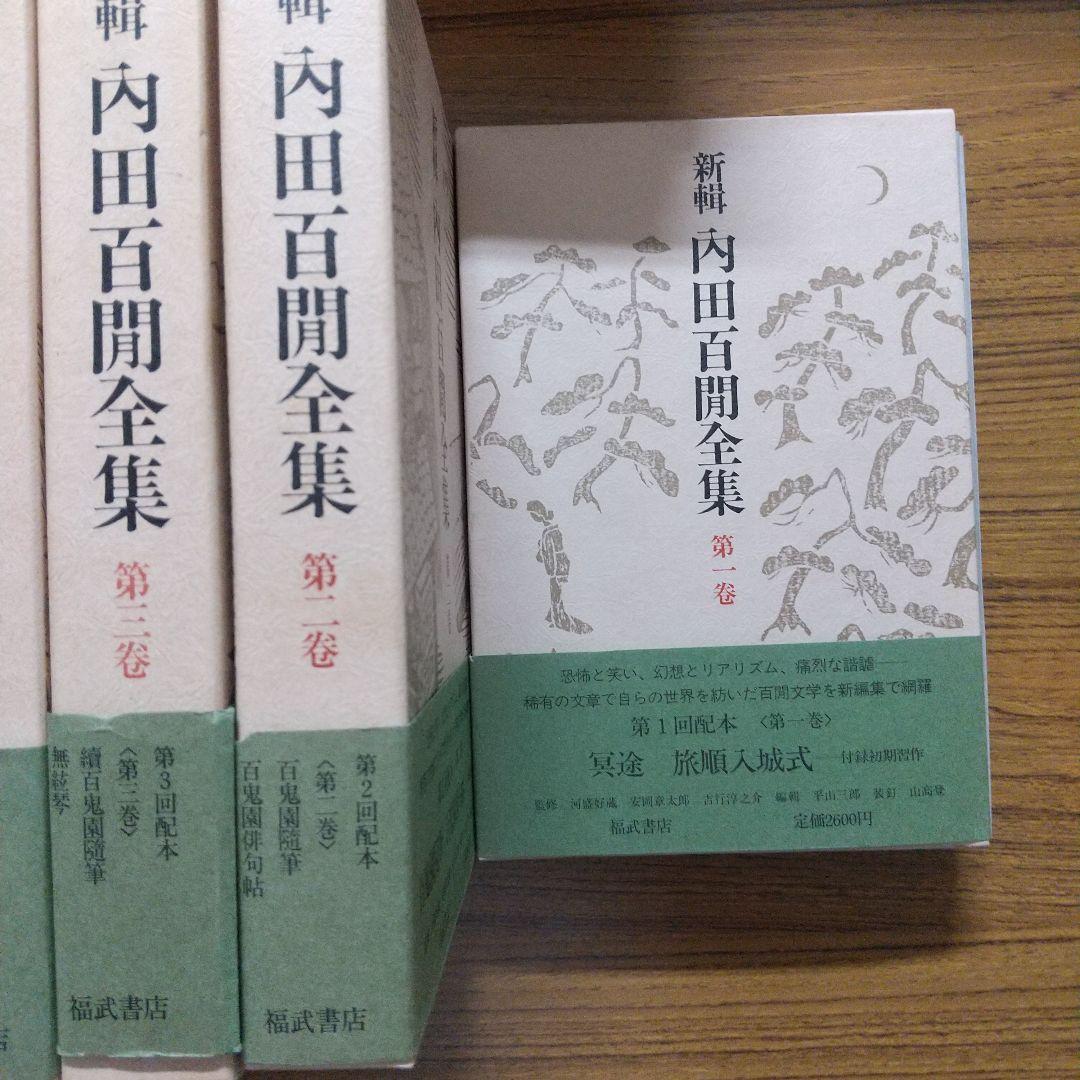 新輯 內田百閒全集 第一巻
恐怖と笑い、幻想とリアリズム、痛烈な諧謔――
稀有の文章で自らの世界を紡いだ百閒文学を新編集で網羅
第1回配本 〈第一巻〉
冥途 旅順入城式 付録初期習作
監修 河盛好蔵 安岡章太郎 吉行淳之介 編輯 平山三郎 装釘 山高登
福武書店 定価2600円
輯 內田百閒全集 第二巻
第2回配本
〈第二巻〉
百鬼園隨筆
百鬼園俳句帖
福武書店
輯 內田百閒全集 第三巻
第3回配本
〈第三巻〉
續百鬼園隨筆
無絃琴
福武書店
店